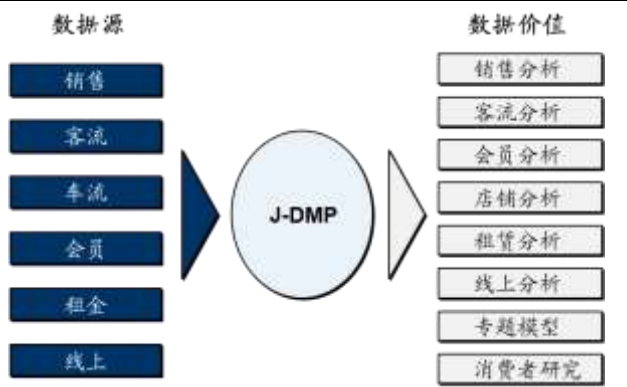 数据源
销售
客流
车流
会员
租金
线上
J-DMP
数据价值
销售分析
客流分析
会员分析
店铺分析
租赁分析
线上分析
专题模型
消费者研究